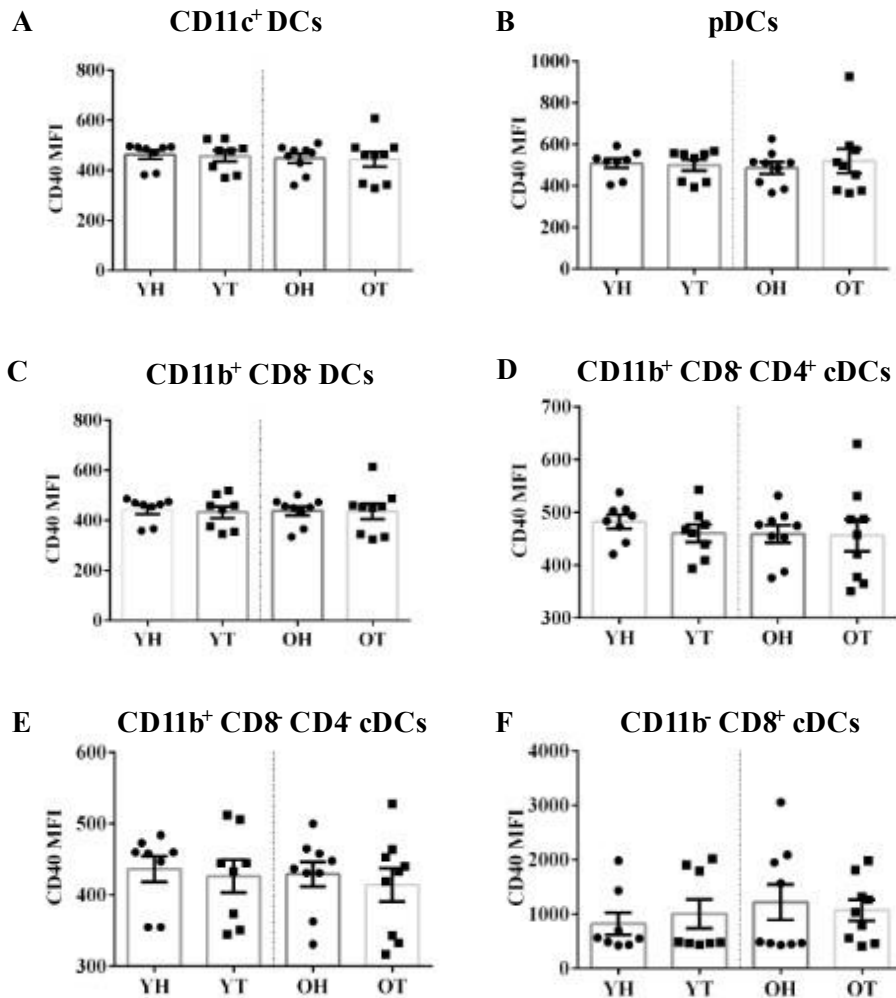 A CD11c⁺ DCs
800
600
400
200
0
CD40 MFI
YH YT OH OT
B pDCs
1000
800
600
400
200
0
CD40 MFI
YH YT OH OT
C CD11b⁺ CD8⁻ DCs
800
600
400
200
0
CD40 MFI
YH YT OH OT
D CD11b⁺ CD8⁻ CD4⁺ cDCs
700
600
500
400
300
CD40 MFI
YH YT OH OT
E CD11b⁺ CD8⁻ CD4⁻ cDCs
600
500
400
300
CD40 MFI
YH YT OH OT
F CD11b⁻ CD8⁺ cDCs
4000
3000
2000
1000
0
CD40 MFI
YH YT OH OT